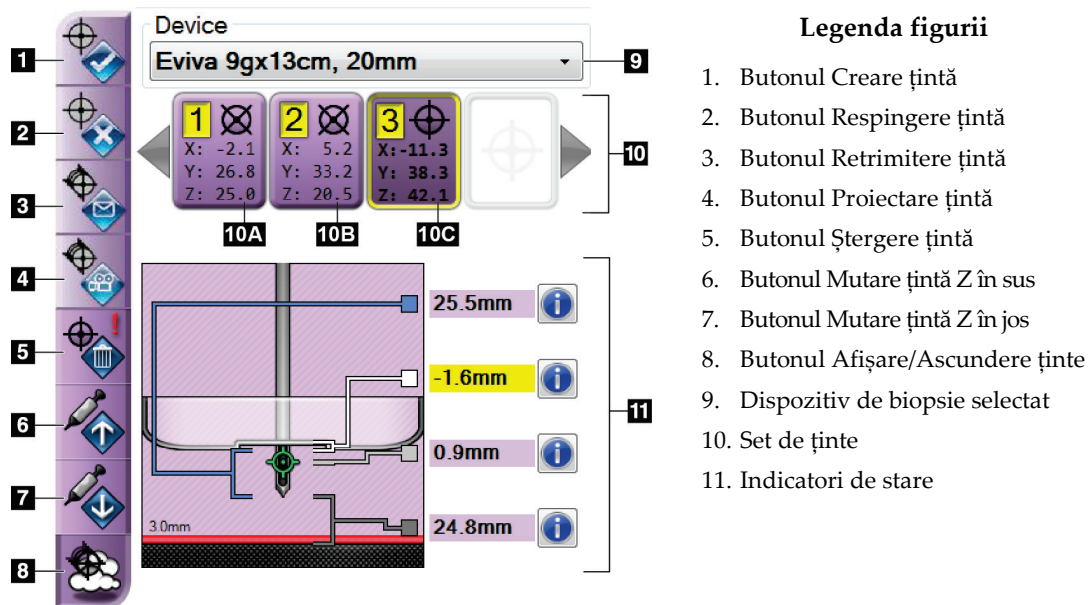 Device
1
Eviva 9gx13cm, 20mm
9
2
1 2 3
X: -2.1 X: 5.2 X:-11.3
Y: 26.8 Y: 33.2 Y: 38.3
Z: 25.0 Z: 20.5 Z: 42.1
10
3
10A 10B 10C
4
25.5mm
!
5
-1.6mm
6
11
0.9mm
7
3.0mm
24.8mm
8
Legenda figurii
1. Butonul Creare țintă
2. Butonul Respingere țintă
3. Butonul Retrimitere țintă
4. Butonul Proiectare țintă
5. Butonul Ștergere țintă
6. Butonul Mutare țintă Z în sus
7. Butonul Mutare țintă Z în jos
8. Butonul Afișare/Ascundere ținte
9. Dispozitiv de biopsie selectat
10. Set de ținte
11. Indicatori de stare